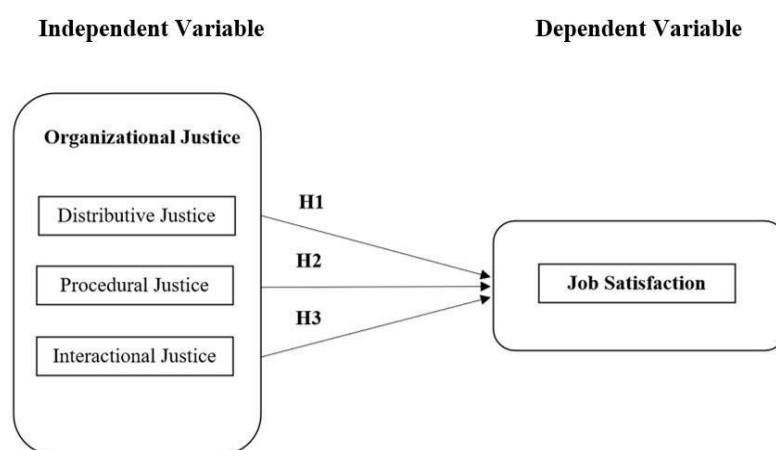 Independent Variable
Dependent Variable
Organizational Justice
Distributive Justice
Procedural Justice
Interactional Justice
H1
H2
H3
Job Satisfaction